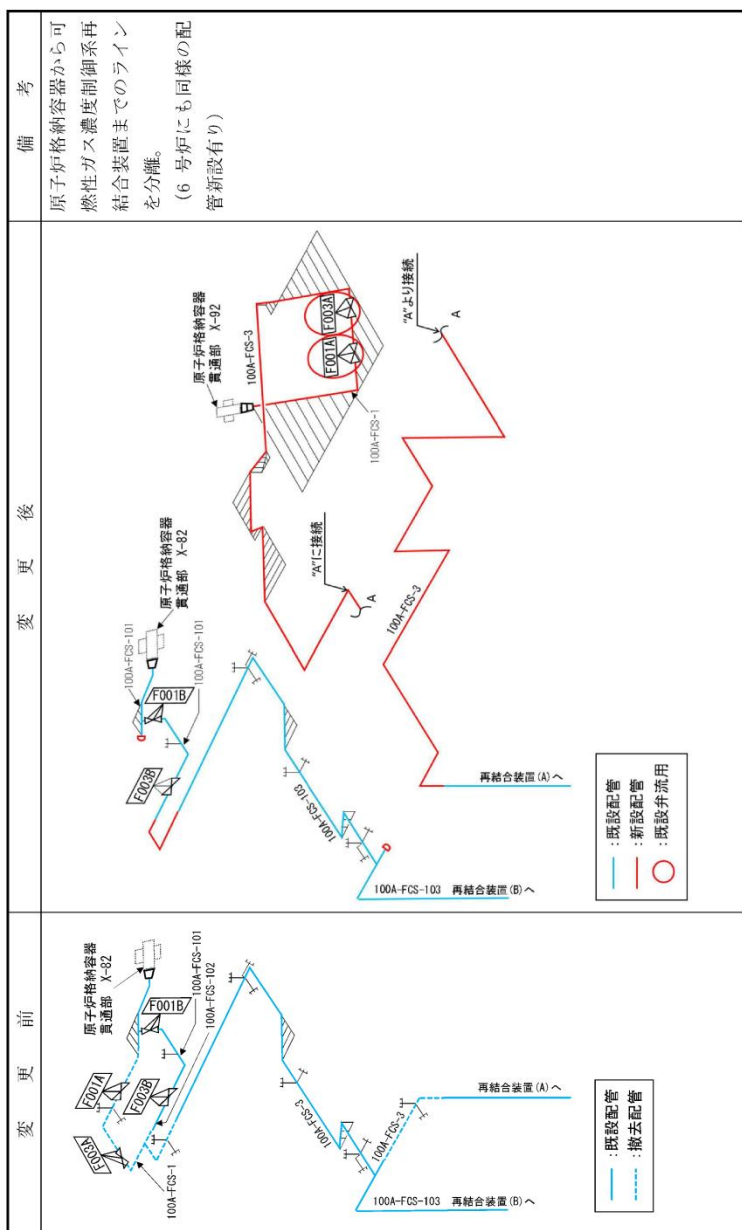 変 更 前
変 更 後
備 考
原子炉格納容器
貫通部 X-82
F001A
F003A
F001B
F003B
100A-FCS-101
100A-FCS-102
100A-FCS-1
100A-FCS-3
100A-FCS-3
100A-FCS-103 再結合装置(B)へ
再結合装置(A)へ
:既設配管
:撤去配管
原子炉格納容器
貫通部 X-82
100A-FCS-101
F001B
100A-FCS-101
F003B
100A-FCS-103
100A-FCS-103 再結合装置(B)へ
原子炉格納容器
貫通部 X-92
100A-FCS-3
F001A
F003A
100A-FCS-1
"A"に接続
A
"A"より接続
A
100A-FCS-3
再結合装置(A)へ
:既設配管
:新設配管
:既設弁流用
原子炉格納容器から可
燃性ガス濃度制御系再
結合装置までのライン
を分離。
(6 号炉にも同様の配
管新設有り)